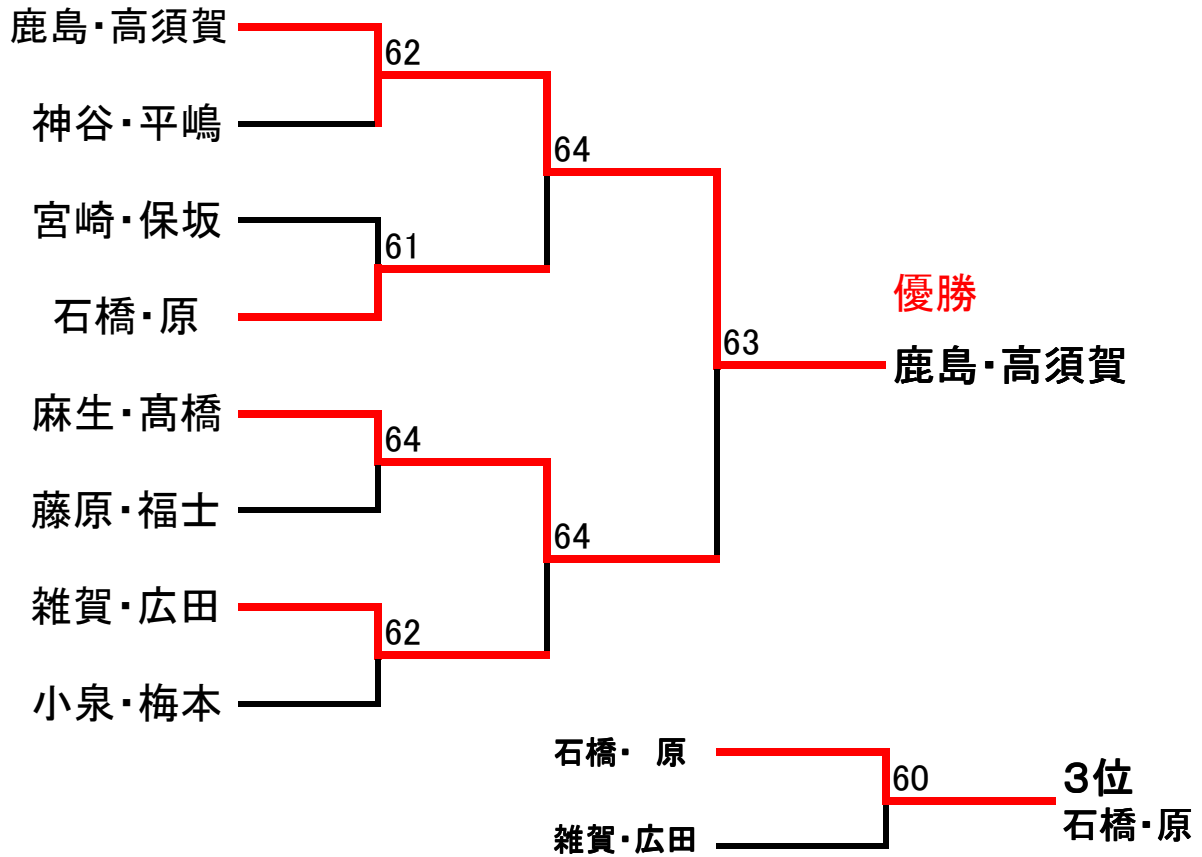 鹿島・高須賀
62
神谷・平嶋
64
宮崎・保坂
61
石橋・原
優勝
63
鹿島・高須賀
麻生・髙橋
64
藤原・福士
64
雑賀・広田
62
小泉・梅本
石橋・　原
60
3位
石橋・原
雑賀・広田